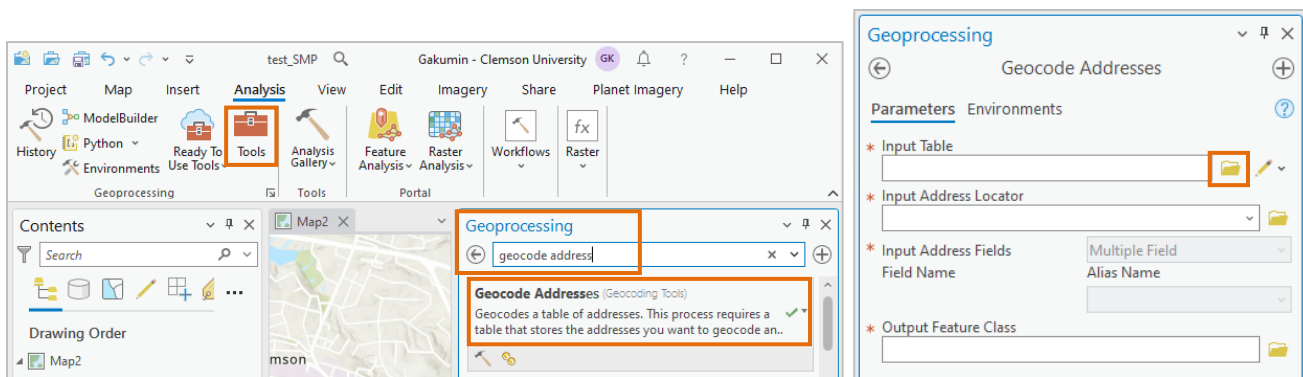 test_SMP
Gakumin - Clemson University
GK
?
Project Map Insert Analysis View Edit Imagery Share Planet Imagery Help
History
ModelBuilder
Python
Environments
Ready To
Use Tools
Tools
Analysis
Gallery
Feature
Analysis
Raster
Analysis
Workflows
fx
Raster
Geoprocessing
Tools
Portal
Contents
Search
Drawing Order
Map2
Map2
mson
Geoprocessing
geocode address
Geocode Addresses (Geocoding Tools)
Geocodes a table of addresses. This process requires a
table that stores the addresses you want to geocode an..
Geoprocessing
Geocode Addresses
Parameters Environments
?
* Input Table
* Input Address Locator
* Input Address Fields Multiple Field
Field Name Alias Name
* Output Feature Class